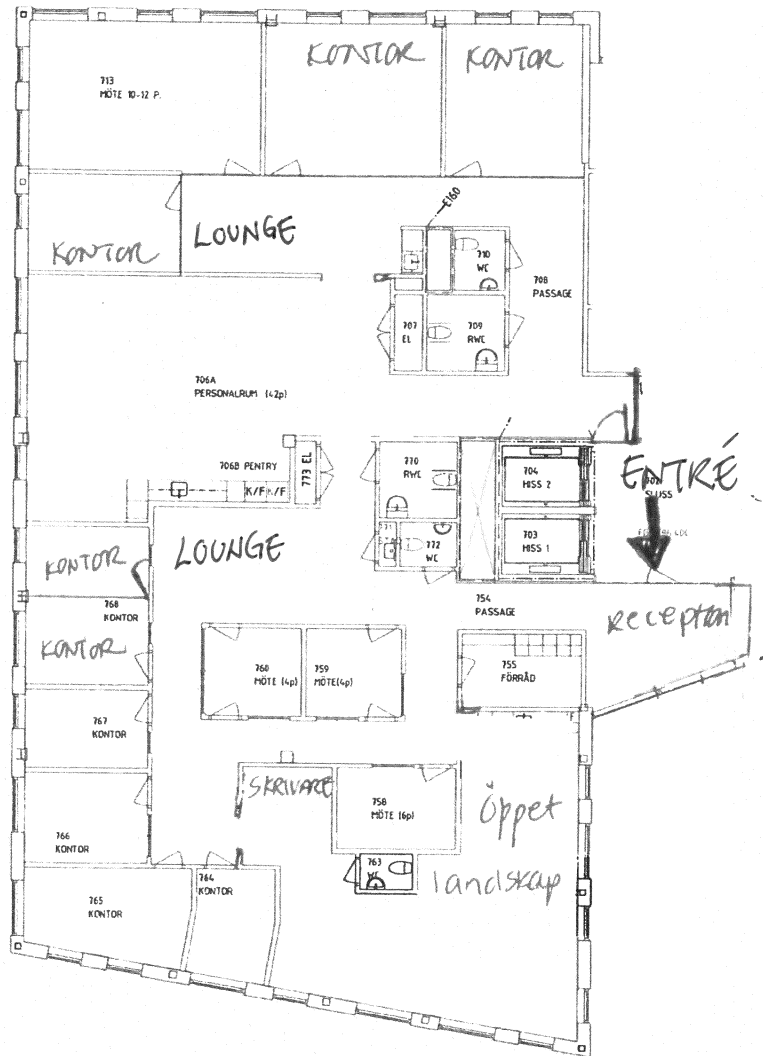 KONTOR
KONTOR
713
MÖTE 10-12 P.
E160
KONTOR
LOUNGE
710
WC
708
PASSAGE
707
EL
709
RWC
706A
PERSONALRUM (42p)
706B PENTRY
773 EL
K/F K/F
770
RWC
704
HISS 2
ENTRÉ
SLUSS
LOUNGE
771
772
WC
703
HISS 1
KONTOR
768
KONTOR
KONTOR
754
PASSAGE
Reception
760
MÖTE (4p)
759
MÖTE(4p)
755
FÖRRÅD
767
KONTOR
SKRIVARE
758
MÖTE (6p)
Öppet
landskap
766
KONTOR
763
WC
764
KONTOR
765
KONTOR